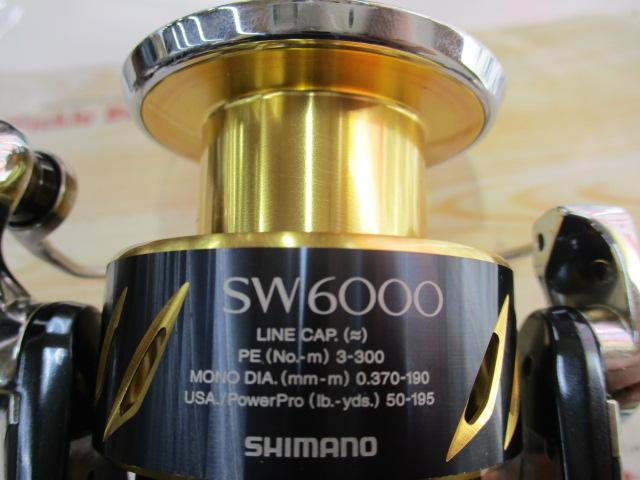 SW6000
LINE CAP. (≈)
PE (No.-m) 3-300
MONO DIA. (mm-m) 0.370-190
USA./PowerPro (lb.-yds.) 50-195
SHIMANO